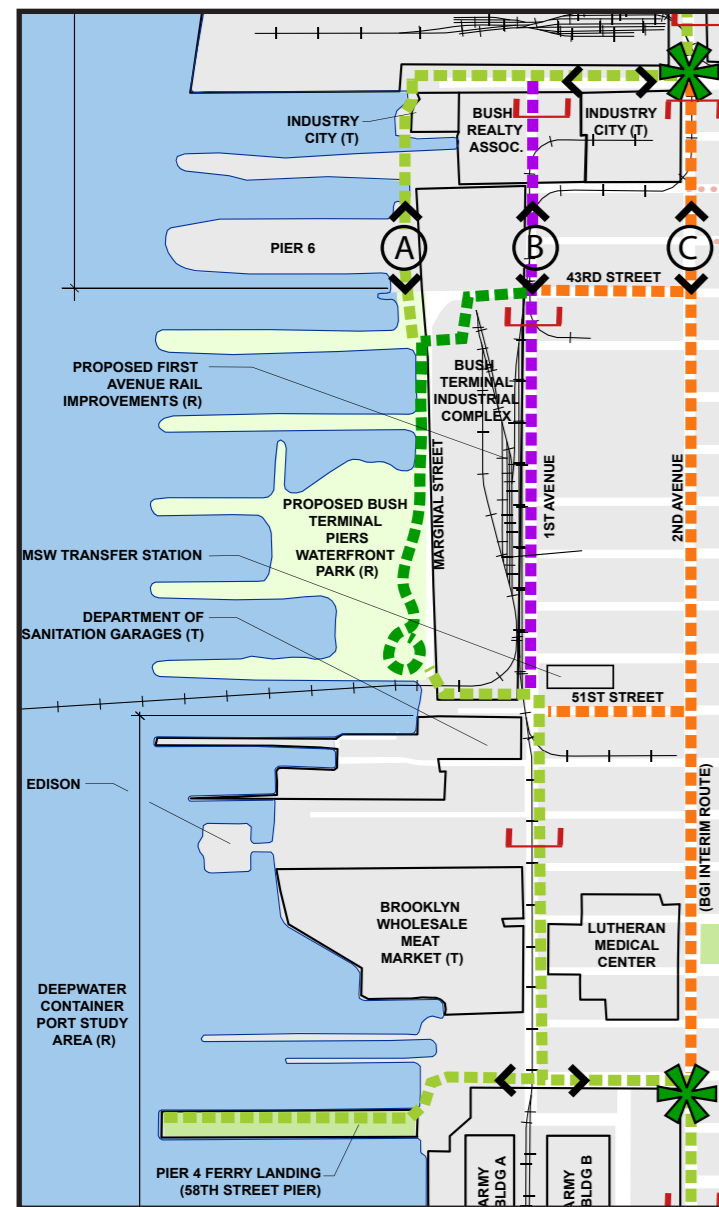 INDUSTRY
CITY (T)
BUSH
REALTY
ASSOC.
INDUSTRY
CITY (T)
PIER 6
A
B
C
43RD STREET
PROPOSED FIRST
AVENUE RAIL
IMPROVEMENTS (R)
BUSH
TERMINAL
INDUSTRIAL
COMPLEX
MARGINAL STREET
1ST AVENUE
2ND AVENUE
PROPOSED BUSH
TERMINAL
PIERS
WATERFRONT
PARK (R)
MSW TRANSFER STATION
DEPARTMENT OF
SANITATION GARAGES (T)
51ST STREET
EDISON
(BGI INTERIM ROUTE)
BROOKLYN
WHOLESALE
MEAT
MARKET (T)
LUTHERAN
MEDICAL
CENTER
DEEPWATER
CONTAINER
PORT STUDY
AREA (R)
PIER 4 FERRY LANDING
(58TH STREET PIER)
ARMY
BLDG A
ARMY
BLDG B